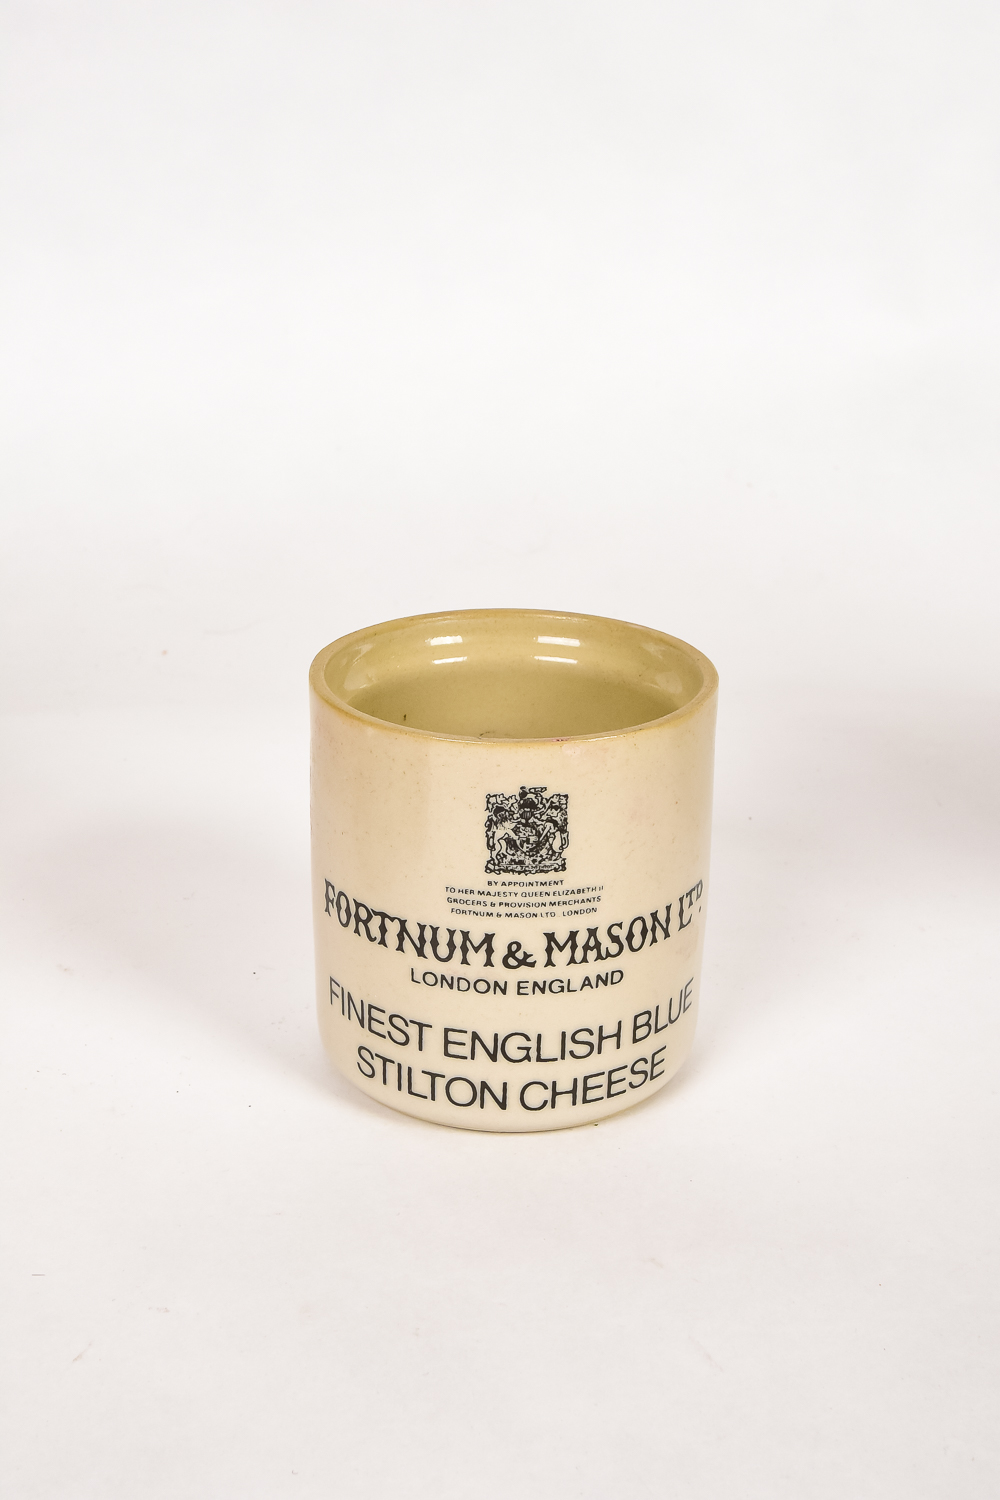 BY APPOINTMENT
TO HER MAJESTY QUEEN ELIZABETH II
GROCERS & PROVISION MERCHANTS
FORTNUM & MASON LTD. LONDON
FORTNUM & MASON LTD
LONDON ENGLAND
FINEST ENGLISH BLUE
STILTON CHEESE